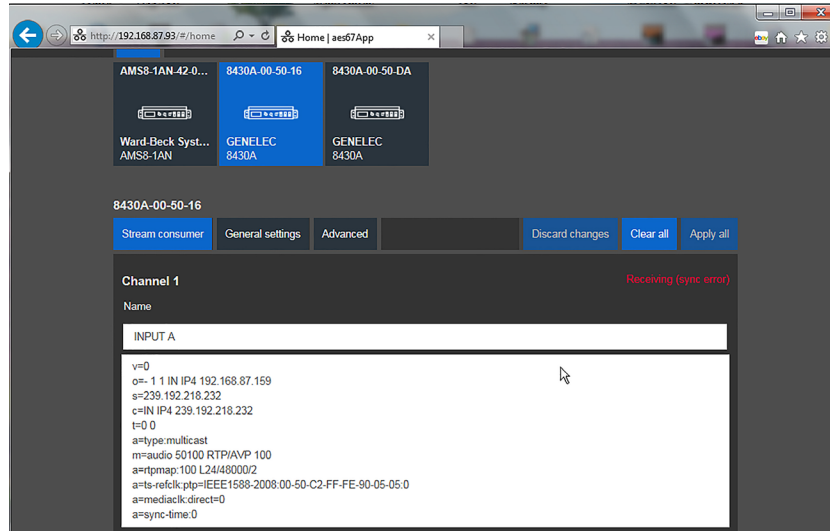 http://192.168.87.93/#/home
Home | aes67App
ebay
AMS8-1AN-42-0... 8430A-00-50-16 8430A-00-50-DA
Ward-Beck Syst... GENELEC GENELEC
AMS8-1AN 8430A 8430A
8430A-00-50-16
Stream consumer General settings Advanced Discard changes Clear all Apply all
Channel 1 Receiving (sync error)
Name
INPUT A
v=0
o=- 1 1 IN IP4 192.168.87.159
s=239.192.218.232
c=IN IP4 239.192.218.232
t=0 0
a=type:multicast
m=audio 50100 RTP/AVP 100
a=rtpmap:100 L24/48000/2
a=ts-refclk:ptp=IEEE1588-2008:00-50-C2-FF-FE-90-05-05:0
a=mediaclk:direct=0
a=sync-time:0